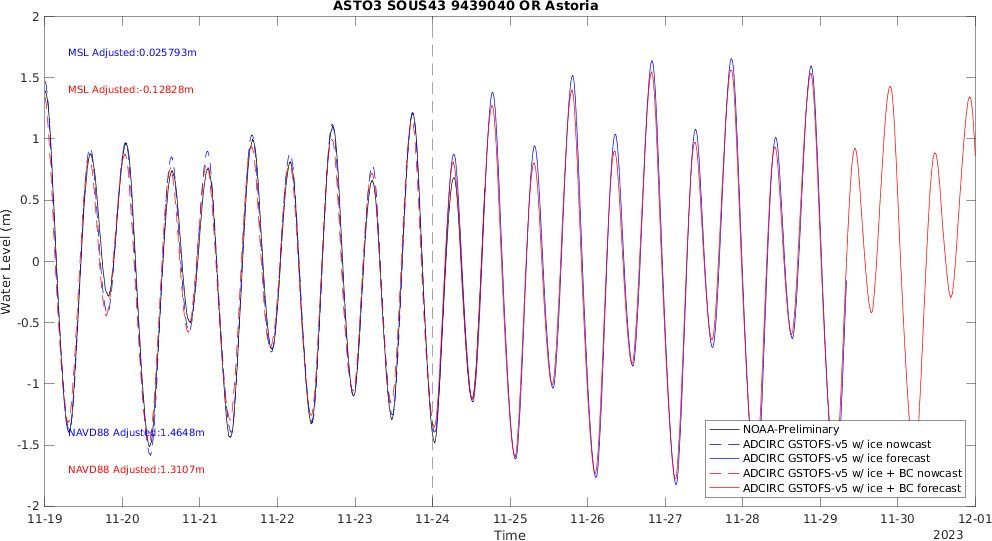 ASTO3 SOUS43 9439040 OR Astoria
MSL Adjusted:0.025793m
MSL Adjusted:-0.12828m
NAVD88 Adjusted:1.4648m
NAVD88 Adjusted:1.3107m
Water Level (m)
2
1.5
1
0.5
0
-0.5
-1
-1.5
-2
NOAA-Preliminary
ADCIRC GSTOFS-v5 w/ ice nowcast
ADCIRC GSTOFS-v5 w/ ice forecast
ADCIRC GSTOFS-v5 w/ ice + BC nowcast
ADCIRC GSTOFS-v5 w/ ice + BC forecast
11-19 11-20 11-21 11-22 11-23 11-24 11-25 11-26 11-27 11-28 11-29 11-30 12-01
Time
2023